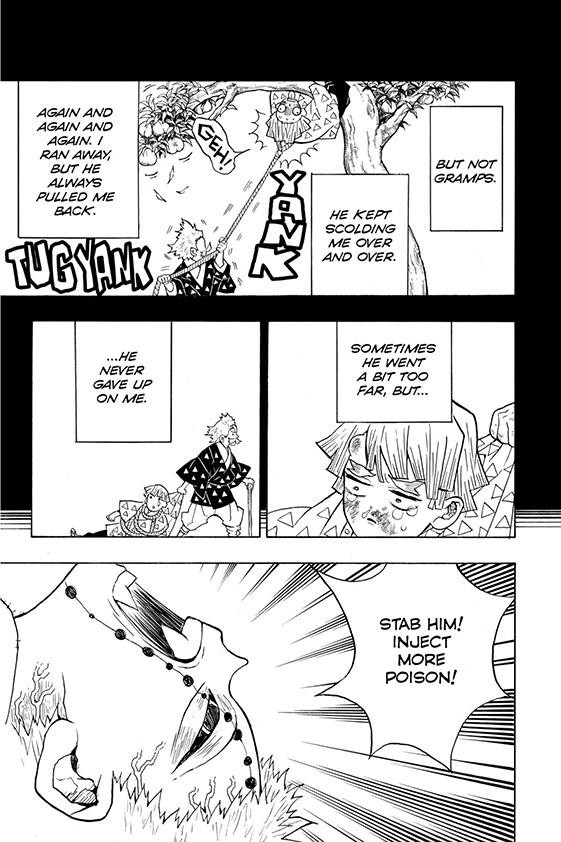 BUT NOT
GRAMPS.
HE KEPT
SCOLDING
ME OVER
AND OVER.
YANK
GEH!
AGAIN AND
AGAIN AND
AGAIN. I
RAN AWAY,
BUT HE
ALWAYS
PULLED ME
BACK.
TUG YANK
SOMETIMES
HE WENT
A BIT TOO
FAR, BUT...
...HE
NEVER
GAVE UP
ON ME.
STAB HIM!
INJECT
MORE
POISON!